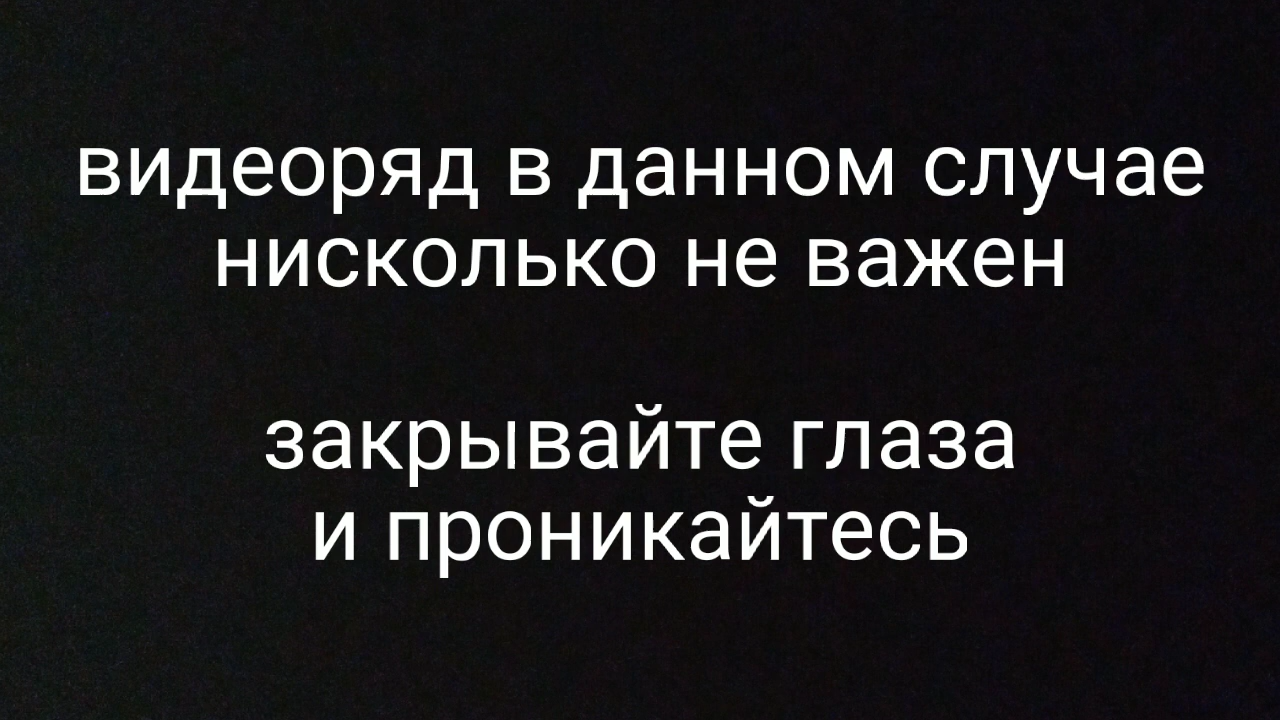 видеоряд в данном случае
нисколько не важен
закрывайте глаза
и проникайтесь